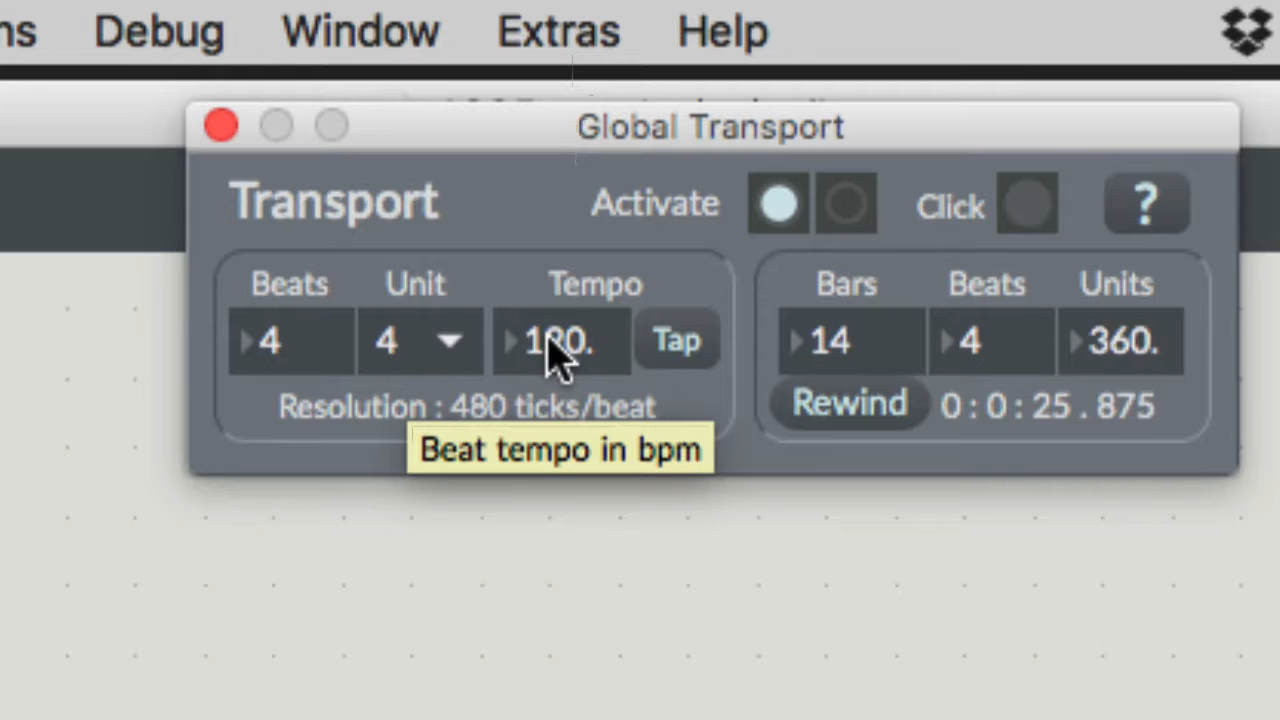 ns Debug Window Extras Help
Global Transport
Transport Activate Click ?
Beats Unit Tempo Bars Beats Units
4 4 Tap 14 4 360.
Resolution : 480 ticks/beat Rewind 0 : 0 : 25 . 875
Beat tempo in bpm